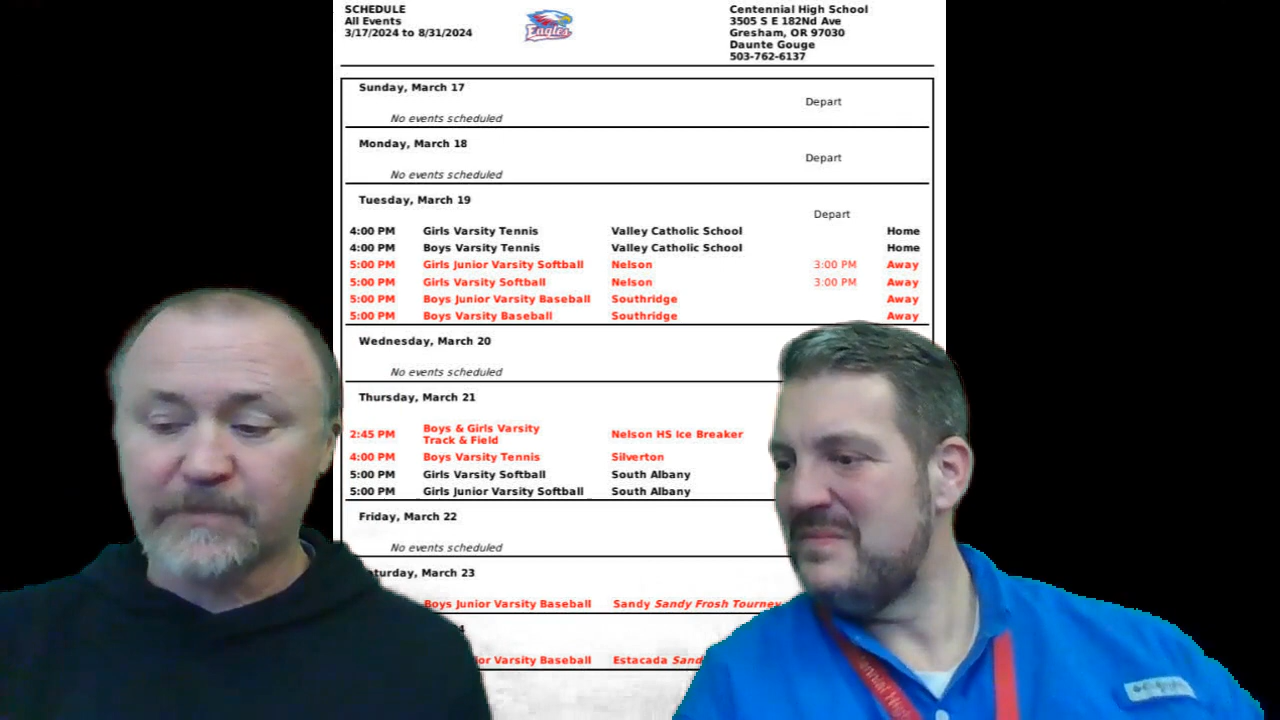 SCHEDULE
All Events
3/17/2024 to 8/31/2024
Eagles
Centennial High School
3505 S E 182Nd Ave
Gresham, OR 97030
Daunte Gouge
503-762-6137
Sunday, March 17
Depart
No events scheduled
Monday, March 18
Depart
No events scheduled
Tuesday, March 19
Depart
4:00 PM Girls Varsity Tennis Valley Catholic School Home
4:00 PM Boys Varsity Tennis Valley Catholic School Home
5:00 PM Girls Junior Varsity Softball Nelson 3:00 PM Away
5:00 PM Girls Varsity Softball Nelson 3:00 PM Away
5:00 PM Boys Junior Varsity Baseball Southridge Away
5:00 PM Boys Varsity Baseball Southridge Away
Wednesday, March 20
No events scheduled
Thursday, March 21
2:45 PM Boys & Girls Varsity Track & Field Nelson HS Ice Breaker
4:00 PM Boys Varsity Tennis Silverton
5:00 PM Girls Varsity Softball South Albany
5:00 PM Girls Junior Varsity Softball South Albany
Friday, March 22
No events scheduled
aturday, March 23
Boys Junior Varsity Baseball Sandy Sandy Frosh Tourney
4
ior Varsity Baseball Estacada Sand